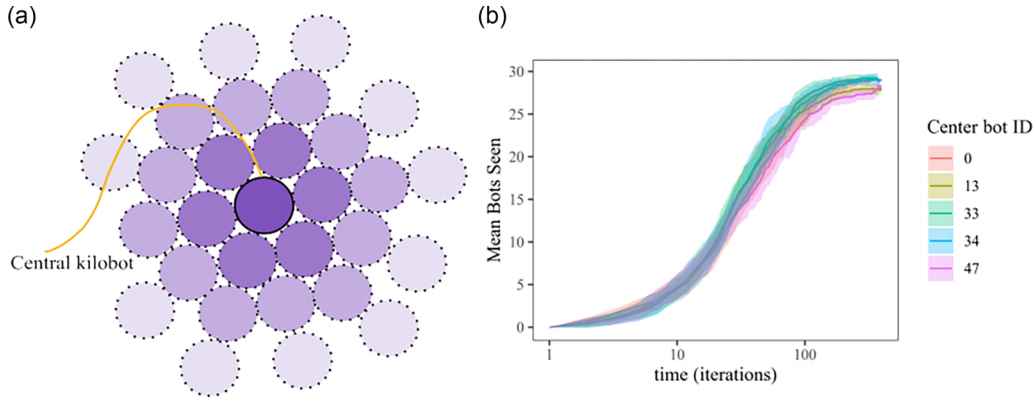 (a)
Central kilobot
(b)
Mean Bots Seen
30
25
20
15
10
5
0
1
10
100
time (iterations)
Center bot ID
0
13
33
34
47